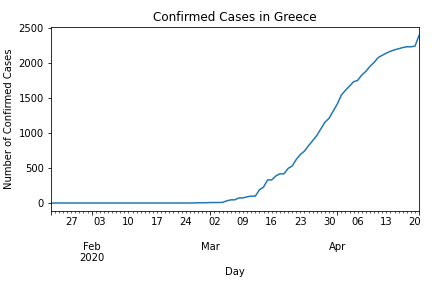 Confirmed Cases in Greece
Number of Confirmed Cases
2500
2000
1500
1000
500
0
27 03 10 17 24 02 09 16 23 30 06 13 20
Feb Mar Apr
2020
Day